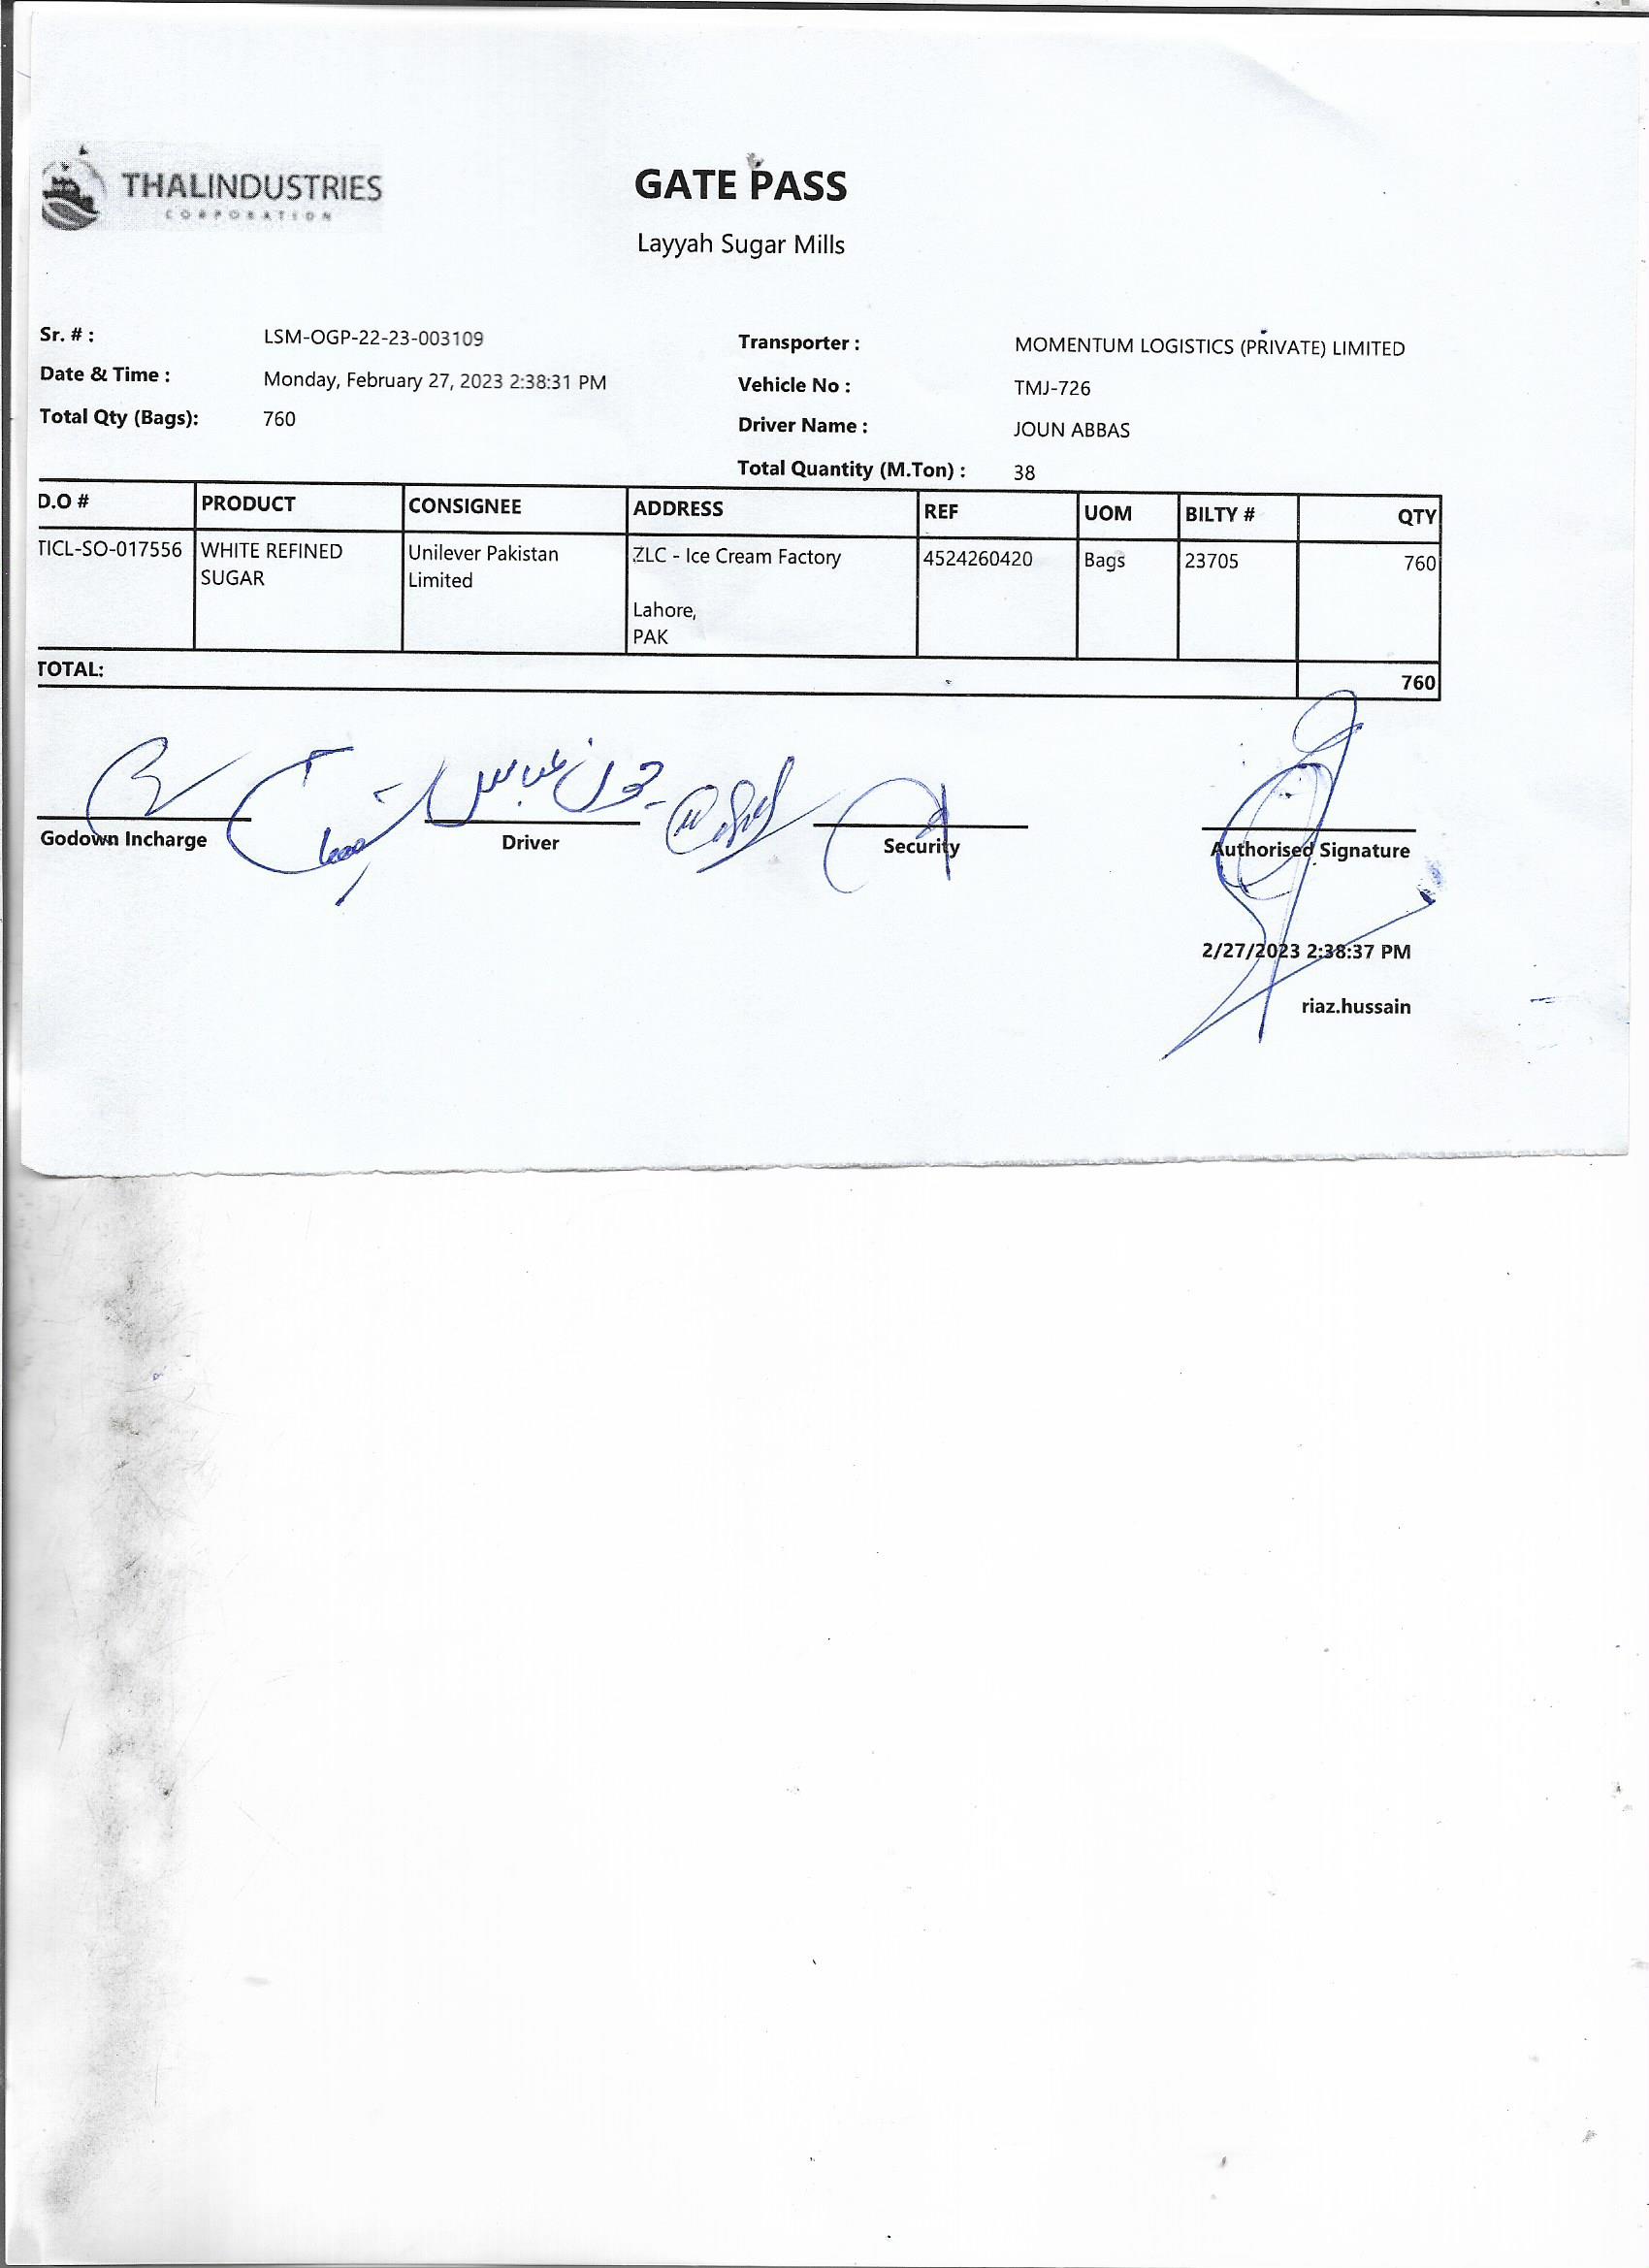 THALINDUSTRIES
CORPORATION
GATE PASS
Layyah Sugar Mills
Sr. # : LSM-OGP-22-23-003109
Date & Time : Monday, February 27, 2023 2:38:31 PM
Total Qty (Bags): 760
Transporter : MOMENTUM LOGISTICS (PRIVATE) LIMITED
Vehicle No : TMJ-726
Driver Name : JOUN ABBAS
Total Quantity (M.Ton) : 38
D.O # PRODUCT CONSIGNEE ADDRESS REF UOM BILTY # QTY
TICL-SO-017556 WHITE REFINED Unilever Pakistan ZLC - Ice Cream Factory 4524260420 Bags 23705 760
SUGAR Limited
Lahore,
PAK
TOTAL: 760
جون عباس
Godown Incharge Driver Security Authorised Signature
2/27/2023 2:38:37 PM
riaz.hussain